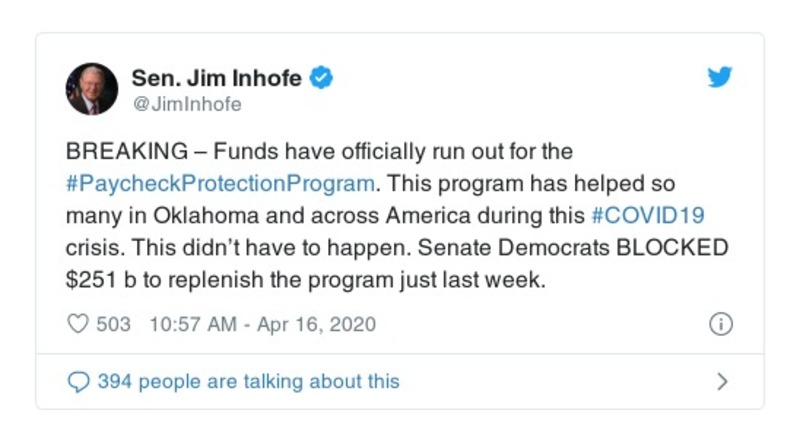 Sen. Jim Inhofe
@JimInhofe
BREAKING – Funds have officially run out for the
#PaycheckProtectionProgram. This program has helped so
many in Oklahoma and across America during this #COVID19
crisis. This didn’t have to happen. Senate Democrats BLOCKED
$251 b to replenish the program just last week.
503 10:57 AM - Apr 16, 2020
394 people are talking about this